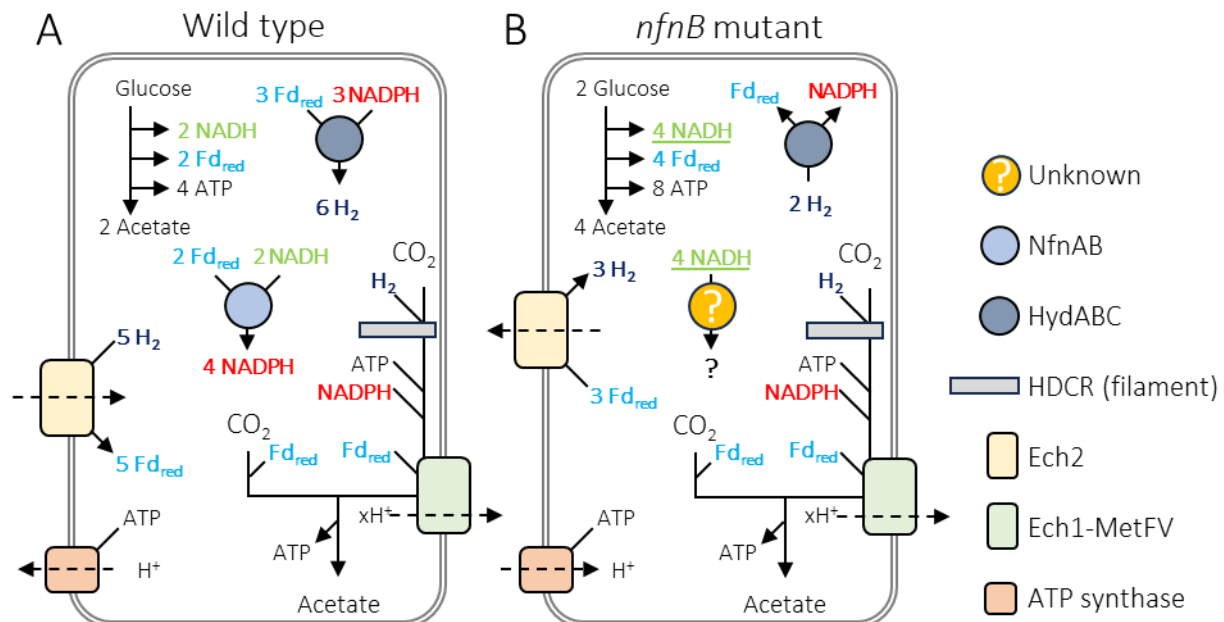 A
Wild type
Glucose
2 NADH
2 Fdred
4 ATP
2 Acetate
3 Fdred 3 NADPH
6 H2
2 Fdred 2 NADH
4 NADPH
CO2
H2
ATP
NADPH
5 H2
5 Fdred
CO2
Fdred
Fdred
xH+
ATP
Acetate
ATP
H+
B
nfnB mutant
2 Glucose
4 NADH
4 Fdred
8 ATP
4 Acetate
Fdred NADPH
2 H2
4 NADH
?
?
3 H2
3 Fdred
CO2
H2
ATP
NADPH
CO2
Fdred
Fdred
xH+
ATP
Acetate
ATP
H+
? Unknown
NfnAB
HydABC
HDCR (filament)
Ech2
Ech1-MetFV
ATP synthase